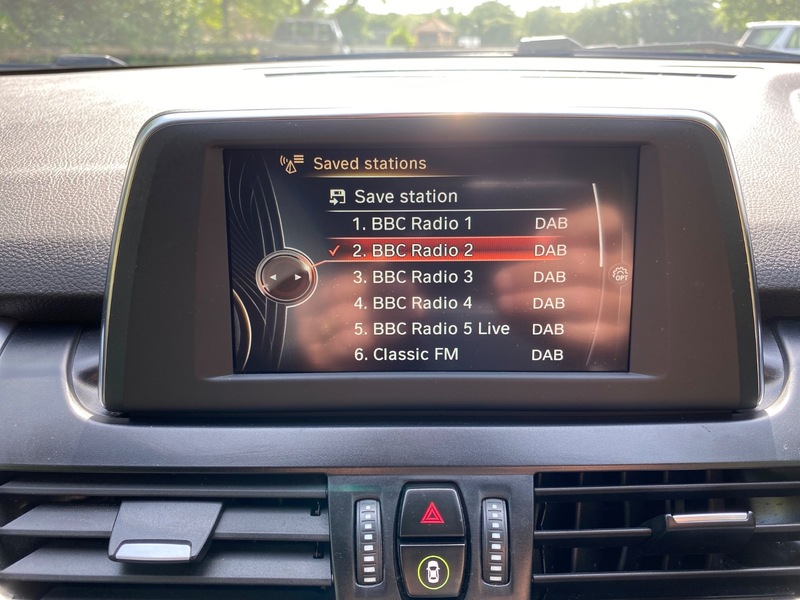 Saved stations
Save station
1. BBC Radio 1 DAB
2. BBC Radio 2 DAB
3. BBC Radio 3 DAB
4. BBC Radio 4 DAB
5. BBC Radio 5 Live DAB
6. Classic FM DAB
OPT